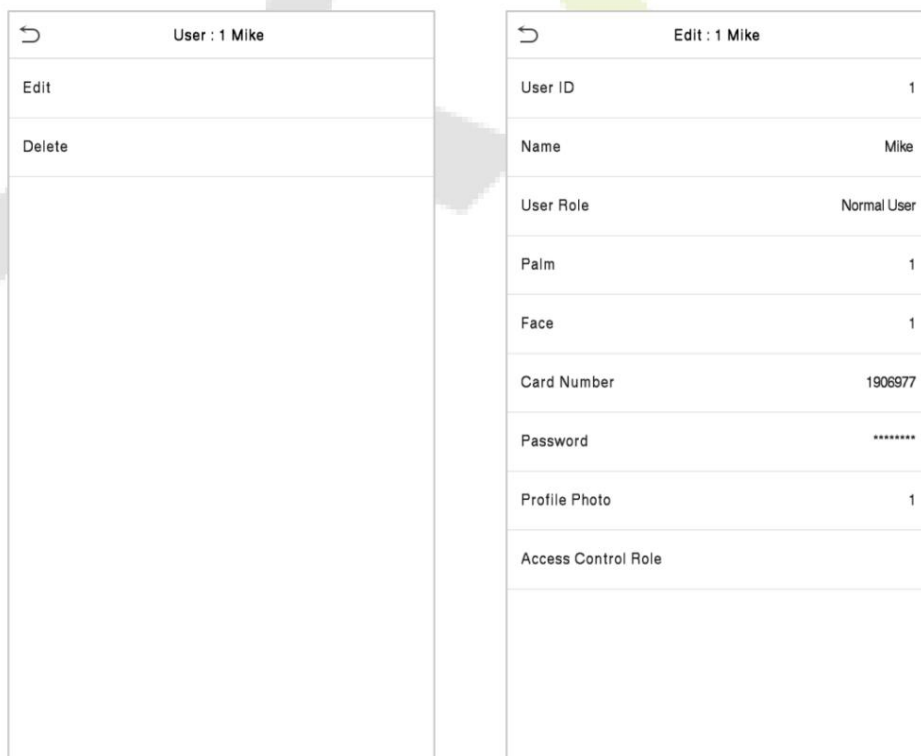 User : 1 Mike
Edit
Delete
Edit : 1 Mike
User ID 1
Name Mike
User Role Normal User
Palm 1
Face 1
Card Number 1906977
Password ********
Profile Photo 1
Access Control Role